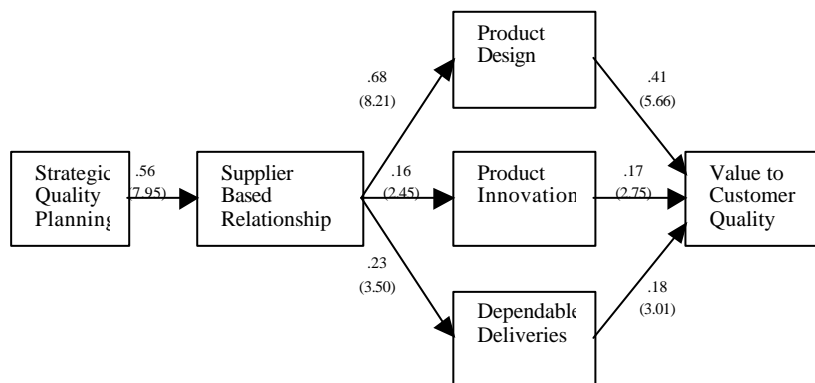 Product
Design
.68
(8.21)
.41
(5.66)
Strategic
Quality
Planning
.56
(7.95)
Supplier
Based
Relationship
.16
(2.45)
Product
Innovation
.17
(2.75)
Value to
Customer
Quality
.23
(3.50)
Dependable
Deliveries
.18
(3.01)